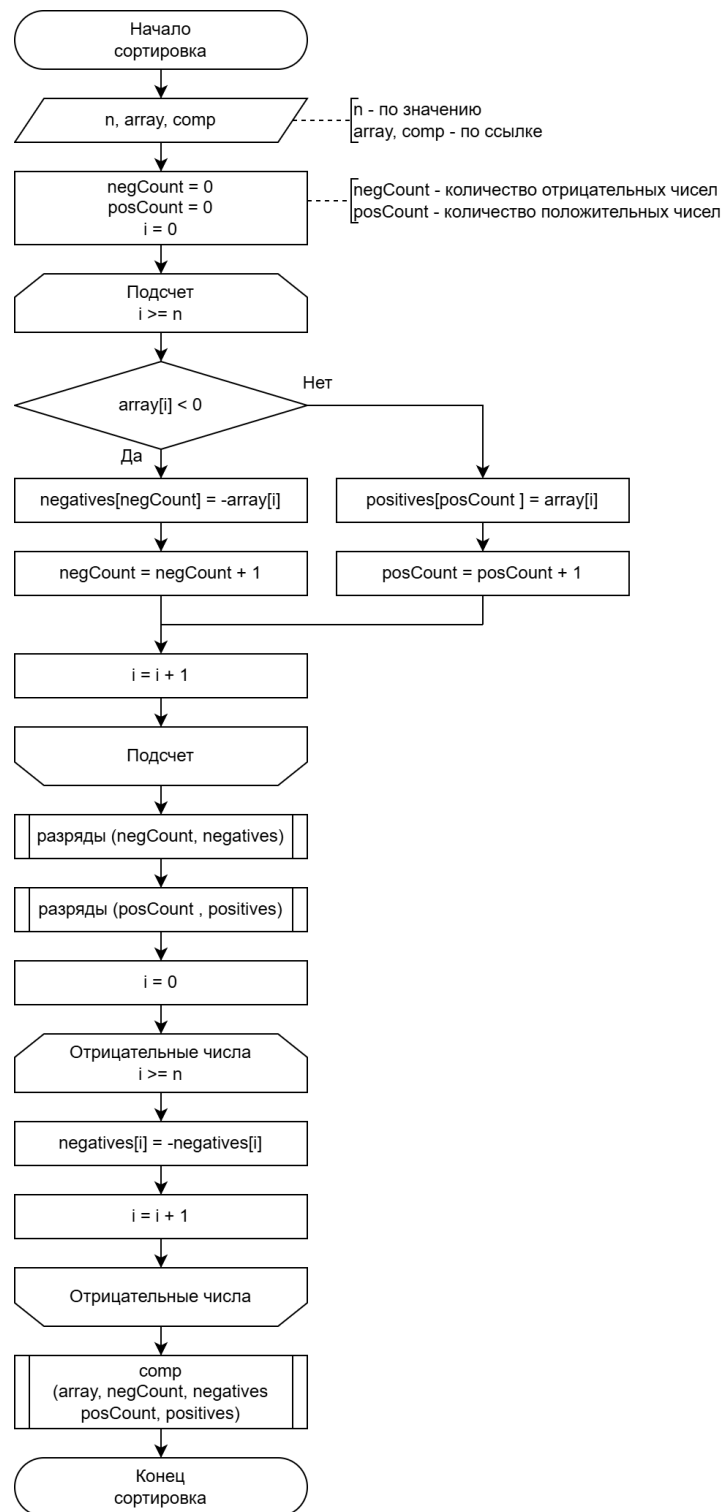 Начало
сортировка
n, array, comp
n - по значению
array, comp - по ссылке
negCount = 0
posCount = 0
i = 0
negCount - количество отрицательных чисел
posCount - количество положительных чисел
Подсчет
i >= n
array[i] < 0
Нет
Да
negatives[negCount] = -array[i]
positives[posCount ] = array[i]
negCount = negCount + 1
posCount = posCount + 1
i = i + 1
Подсчет
разряды (negCount, negatives)
разряды (posCount , positives)
i = 0
Отрицательные числа
i >= n
negatives[i] = -negatives[i]
i = i + 1
Отрицательные числа
comp
(array, negCount, negatives
posCount, positives)
Конец
сортировка